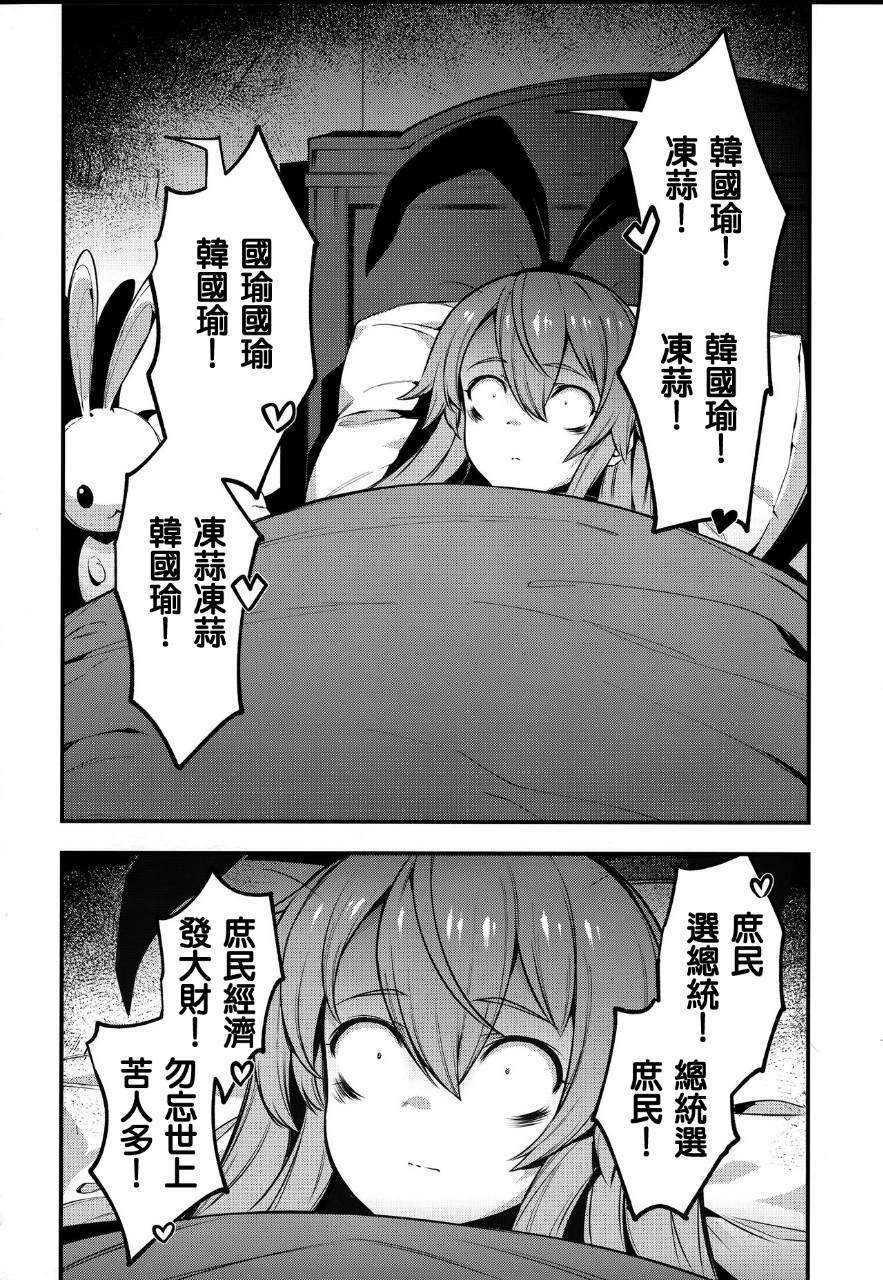 韓國瑜！
凍蒜！
韓國瑜！
凍蒜！
國瑜國瑜
韓國瑜！
凍蒜凍蒜
韓國瑜！
庶民
選總統！
總統選
庶民！
庶民經濟
發大財！
勿忘世上
苦人多！